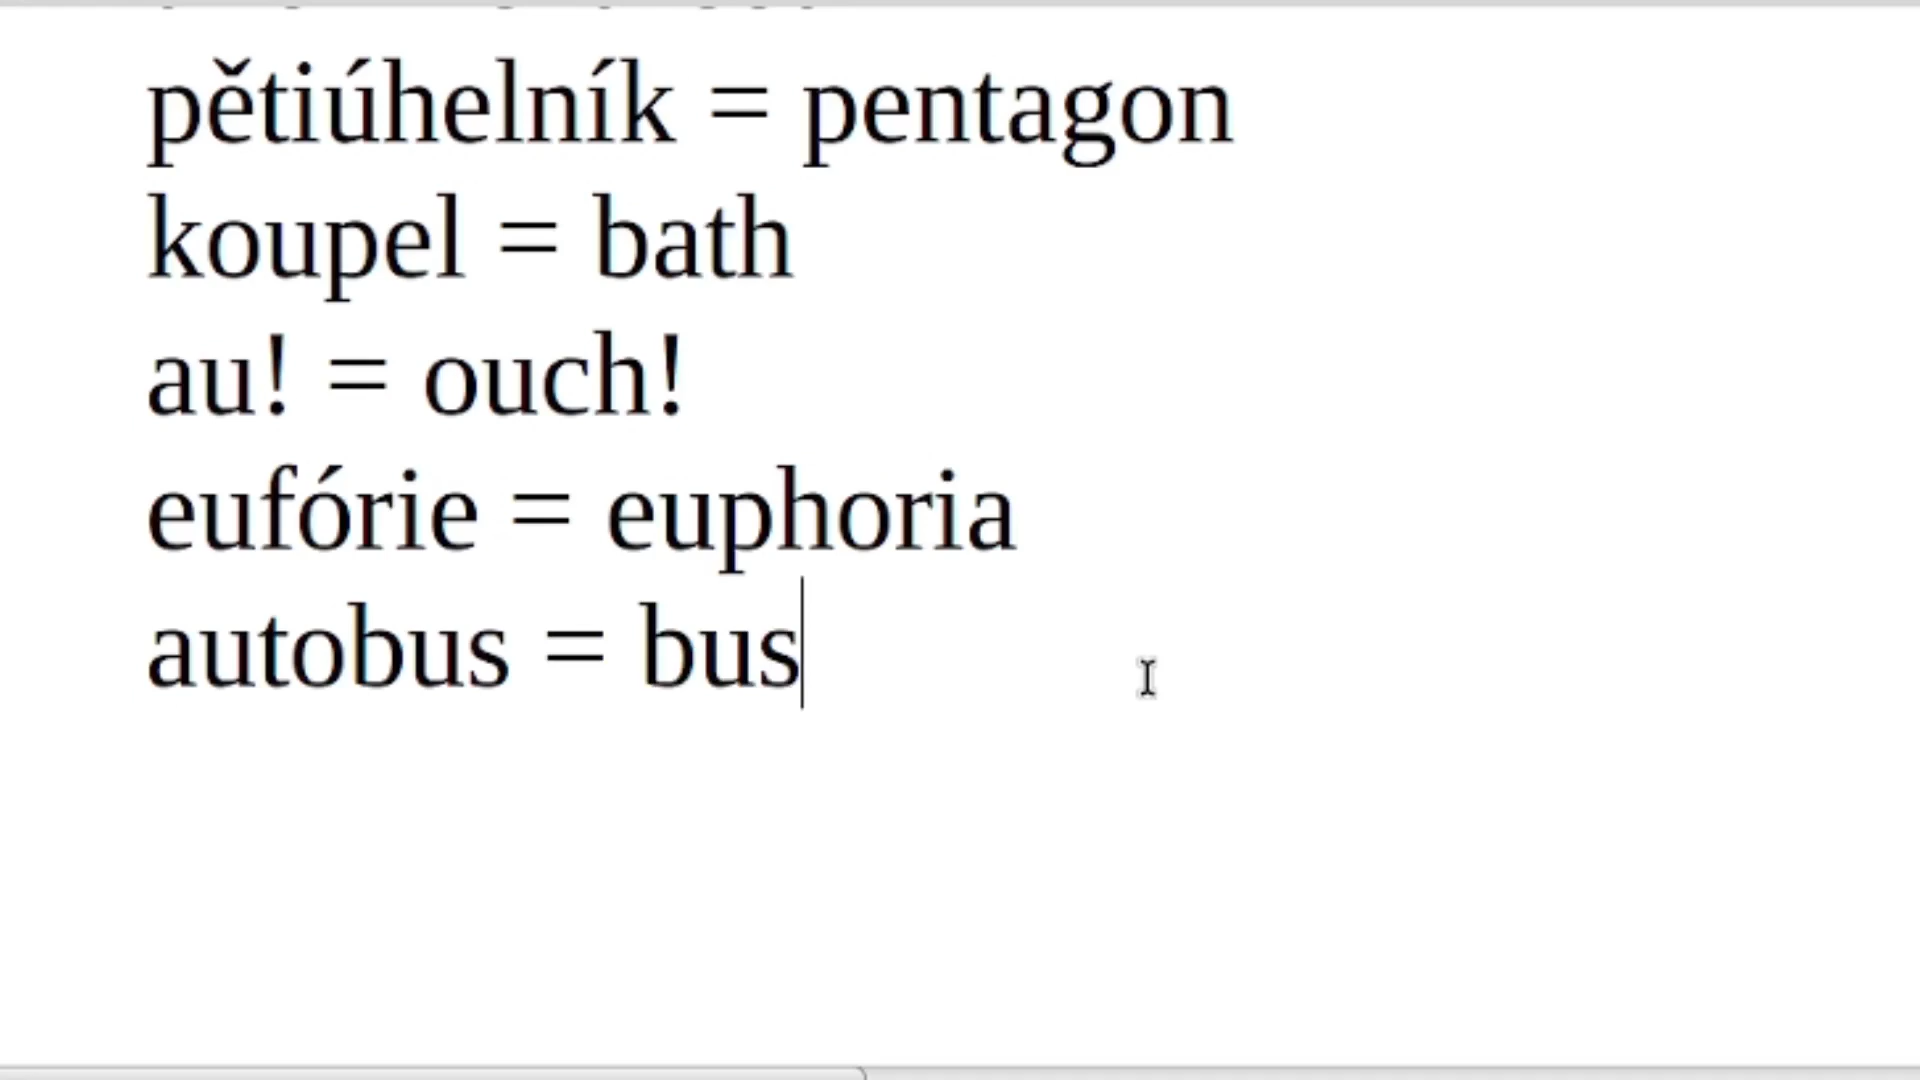 pětiúhelník = pentagon
koupel = bath
au! = ouch!
eufórie = euphoria
autobus = bus